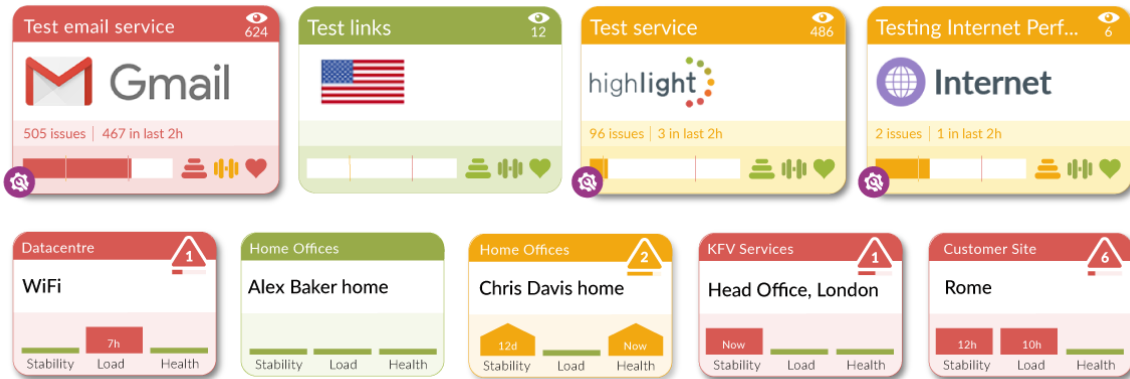 Test email service 624
Gmail
505 issues | 467 in last 2h
Test links 12
Test service 486
highlight
96 issues | 3 in last 2h
Testing Internet Perf... 6
Internet
2 issues | 1 in last 2h
Datacentre 1
WiFi
7h
Stability Load Health
Home Offices
Alex Baker home
Stability Load Health
Home Offices 2
Chris Davis home
12d Now
Stability Load Health
KFV Services 1
Head Office, London
Now
Stability Load Health
Customer Site 6
Rome
12h 10h
Stability Load Health